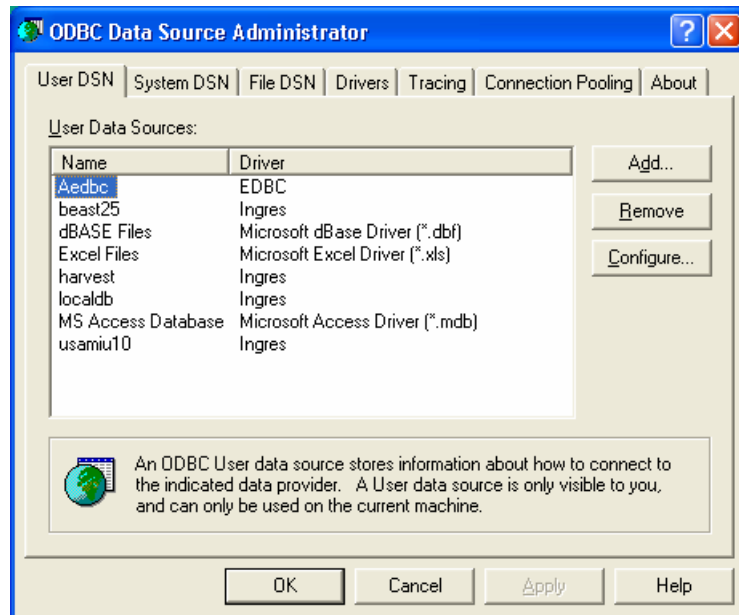 ODBC Data Source Administrator
User DSN System DSN File DSN Drivers Tracing Connection Pooling About
User Data Sources:
Name Driver
Aedbc EDBC
beast25 Ingres
dBASE Files Microsoft dBase Driver (*.dbf)
Excel Files Microsoft Excel Driver (*.xls)
harvest Ingres
localdb Ingres
MS Access Database Microsoft Access Driver (*.mdb)
usamiu10 Ingres
Add...
Remove
Configure...
An ODBC User data source stores information about how to connect to
the indicated data provider. A User data source is only visible to you,
and can only be used on the current machine.
OK Cancel Apply Help